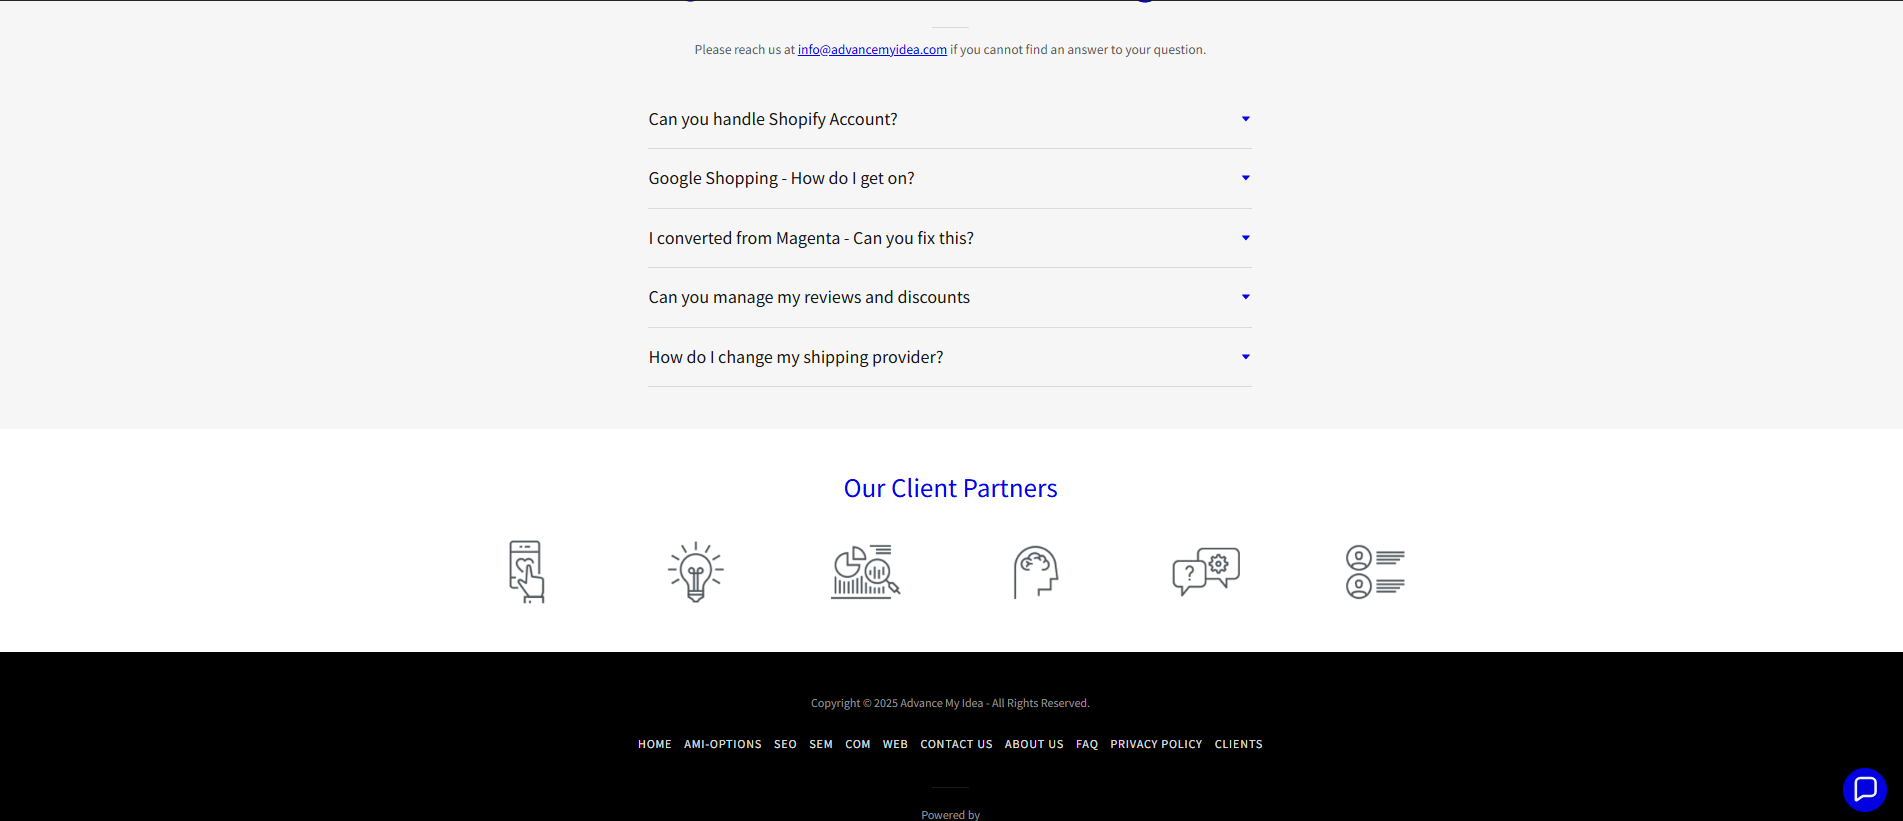 Please reach us at info@advancemyidea.com if you cannot find an answer to your question.
Can you handle Shopify Account?
Google Shopping - How do I get on?
I converted from Magenta - Can you fix this?
Can you manage my reviews and discounts
How do I change my shipping provider?
Our Client Partners
?
Copyright © 2025 Advance My Idea - All Rights Reserved.
HOME AMI-OPTIONS SEO SEM COM WEB CONTACT US ABOUT US FAQ PRIVACY POLICY CLIENTS
Powered by